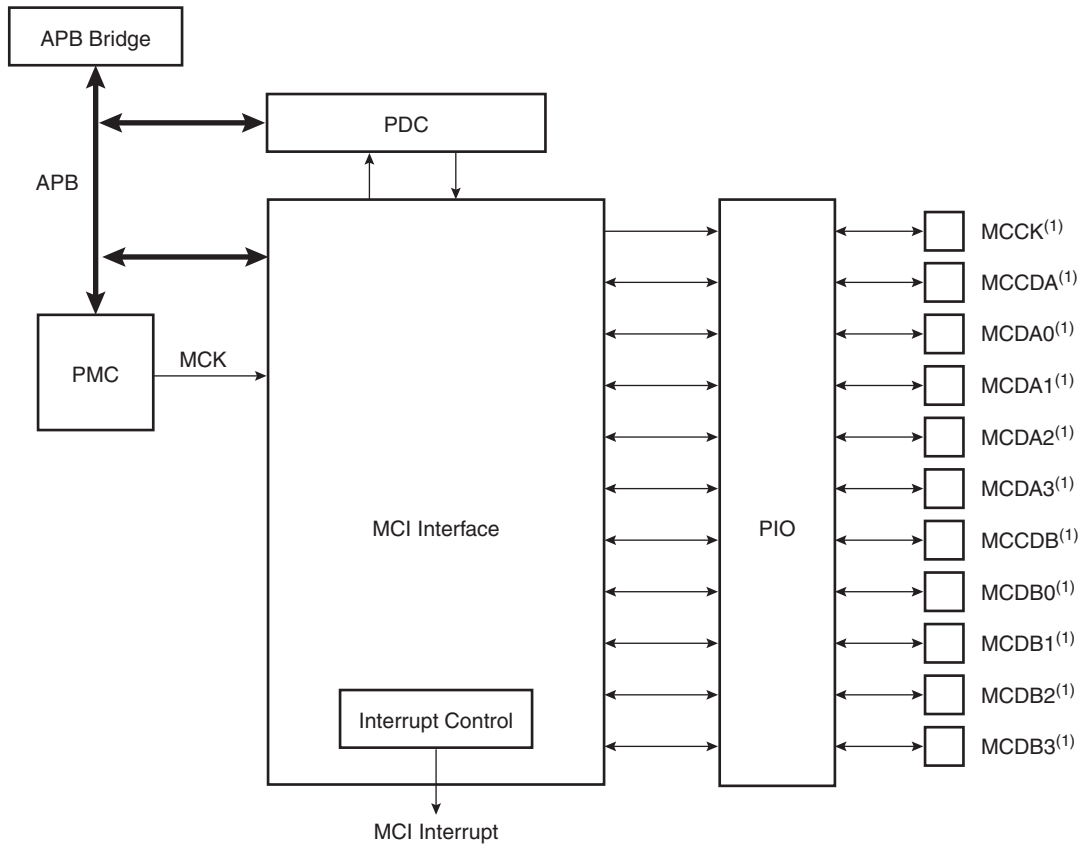 APB Bridge
PDC
APB
MCCK(1)
MCCDA(1)
MCDA0(1)
MCK
PMC
MCDA1(1)
MCDA2(1)
MCDA3(1)
MCI Interface
PIO
MCCDB(1)
MCDB0(1)
MCDB1(1)
MCDB2(1)
Interrupt Control
MCDB3(1)
MCI Interrupt